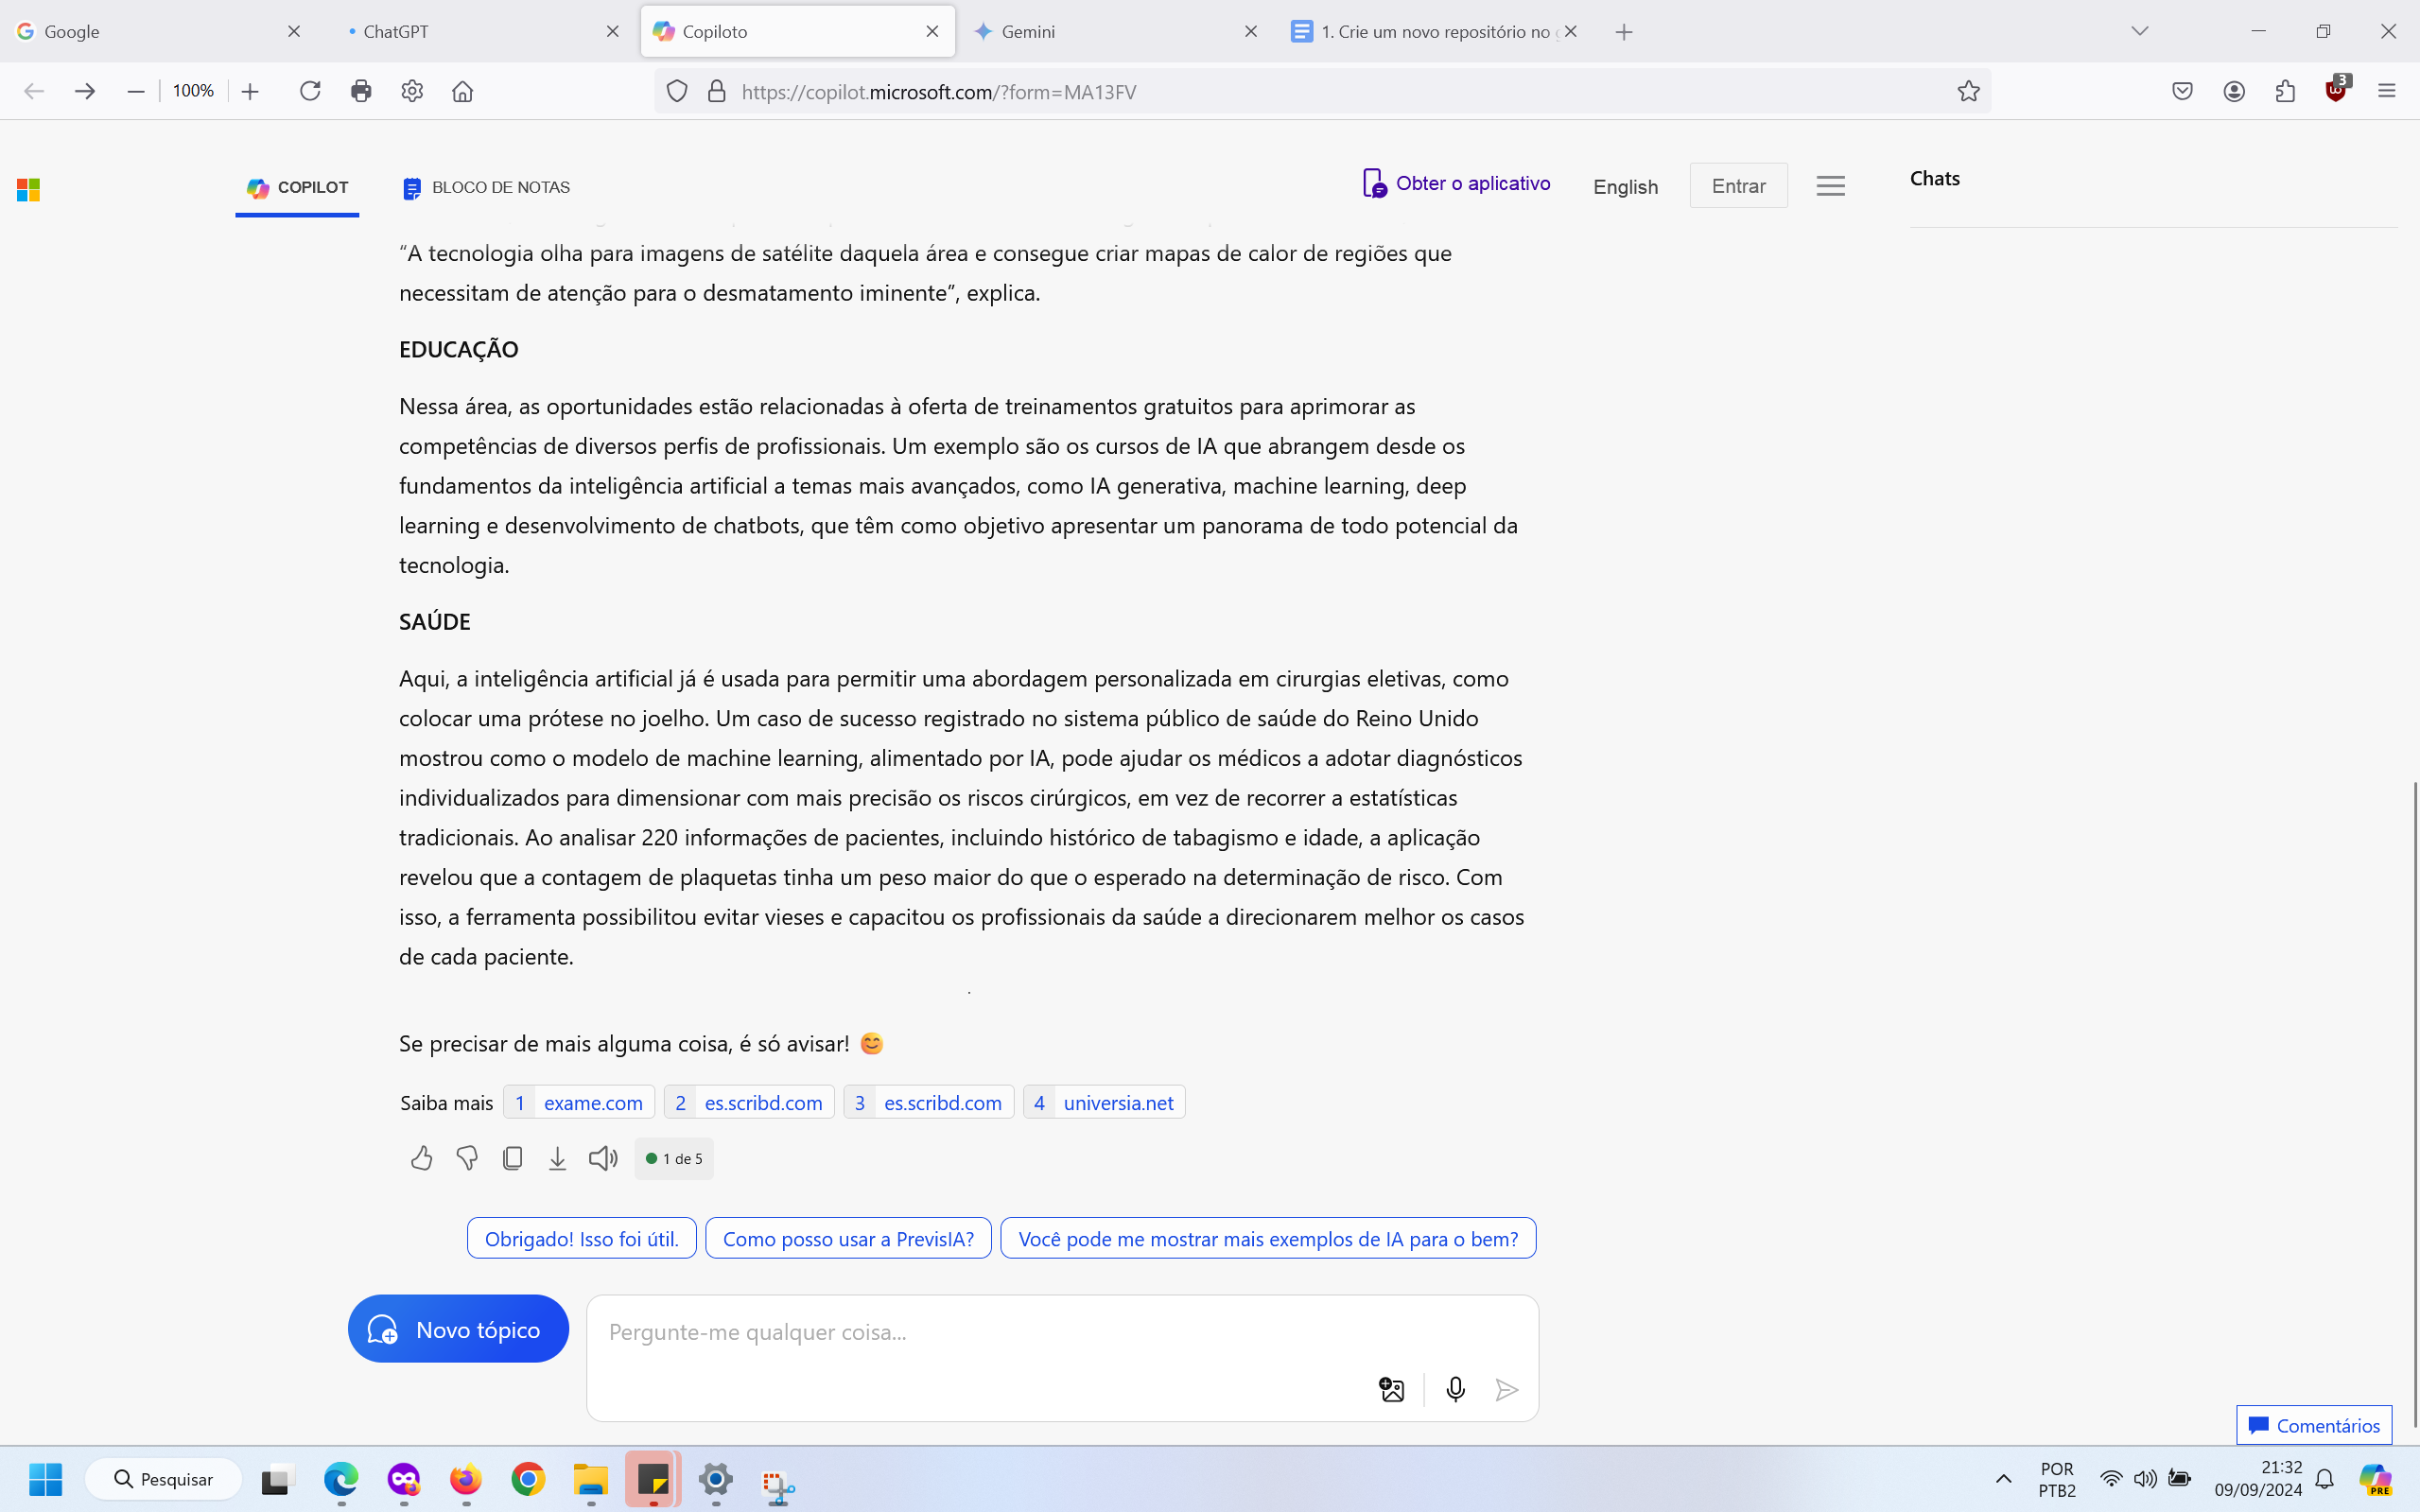 Google
ChatGPT
Copiloto
Gemini
1. Crie um novo repositório no
100%
https://copilot.microsoft.com/?form=MA13FV
3
COPILOT
BLOCO DE NOTAS
Obter o aplicativo
English
Entrar
Chats
“A tecnologia olha para imagens de satélite daquela área e consegue criar mapas de calor de regiões que
necessitam de atenção para o desmatamento iminente”, explica.
EDUCAÇÃO
Nessa área, as oportunidades estão relacionadas à oferta de treinamentos gratuitos para aprimorar as
competências de diversos perfis de profissionais. Um exemplo são os cursos de IA que abrangem desde os
fundamentos da inteligência artificial a temas mais avançados, como IA generativa, machine learning, deep
learning e desenvolvimento de chatbots, que têm como objetivo apresentar um panorama de todo potencial da
tecnologia.
SAÚDE
Aqui, a inteligência artificial já é usada para permitir uma abordagem personalizada em cirurgias eletivas, como
colocar uma prótese no joelho. Um caso de sucesso registrado no sistema público de saúde do Reino Unido
mostrou como o modelo de machine learning, alimentado por IA, pode ajudar os médicos a adotar diagnósticos
individualizados para dimensionar com mais precisão os riscos cirúrgicos, em vez de recorrer a estatísticas
tradicionais. Ao analisar 220 informações de pacientes, incluindo histórico de tabagismo e idade, a aplicação
revelou que a contagem de plaquetas tinha um peso maior do que o esperado na determinação de risco. Com
isso, a ferramenta possibilitou evitar vieses e capacitou os profissionais da saúde a direcionarem melhor os casos
de cada paciente.
.
Se precisar de mais alguma coisa, é só avisar! 😊
Saiba mais 1 exame.com 2 es.scribd.com 3 es.scribd.com 4 universia.net
1 de 5
Obrigado! Isso foi útil.
Como posso usar a PrevisIA?
Você pode me mostrar mais exemplos de IA para o bem?
Novo tópico
Pergunte-me qualquer coisa...
Comentários
Pesquisar
POR
PTB2
21:32
09/09/2024
PRE